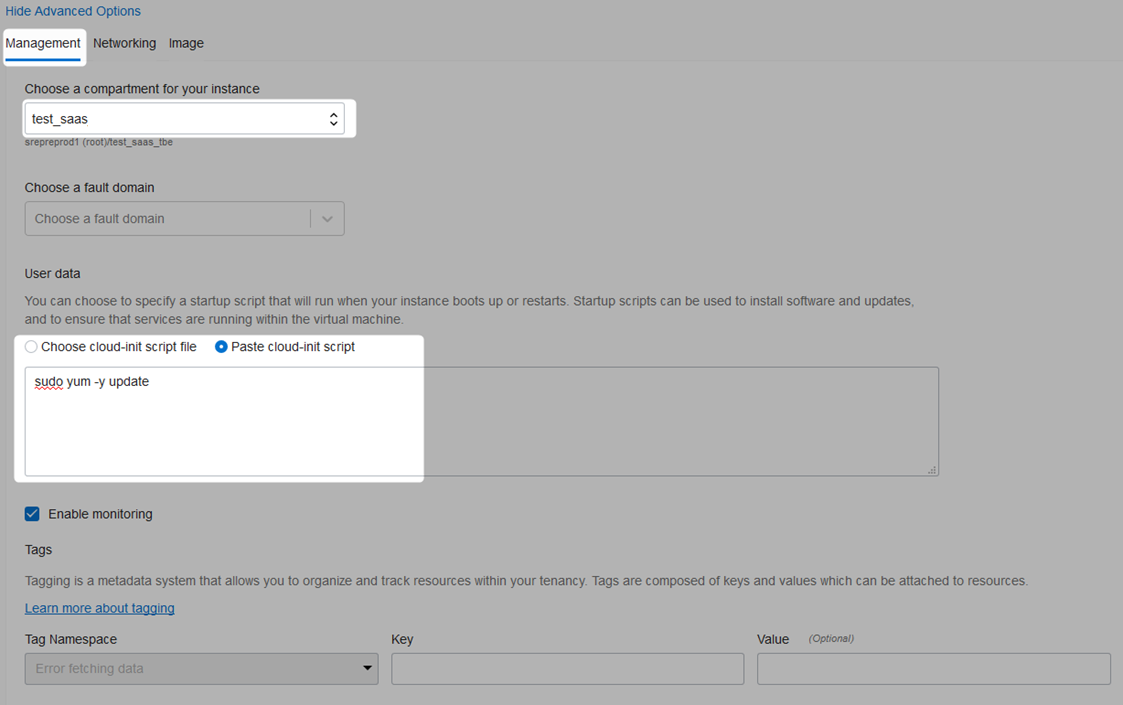 Hide Advanced Options
Management Networking Image
Choose a compartment for your instance
test_saas
srepreprod1 (root)/test_saas_tbe
Choose a fault domain
Choose a fault domain
User data
You can choose to specify a startup script that will run when your instance boots up or restarts. Startup scripts can be used to install software and updates,
and to ensure that services are running within the virtual machine.
Choose cloud-init script file Paste cloud-init script
sudo yum -y update
Enable monitoring
Tags
Tagging is a metadata system that allows you to organize and track resources within your tenancy. Tags are composed of keys and values which can be attached to resources.
Learn more about tagging
Tag Namespace Key Value (Optional)
Error fetching data